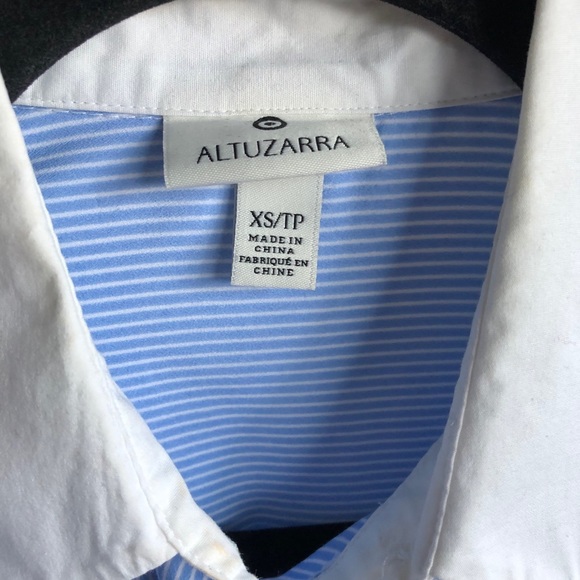 ALTUZARRA
XS/TP
MADE IN
CHINA
FABRIQUÉ EN
CHINE